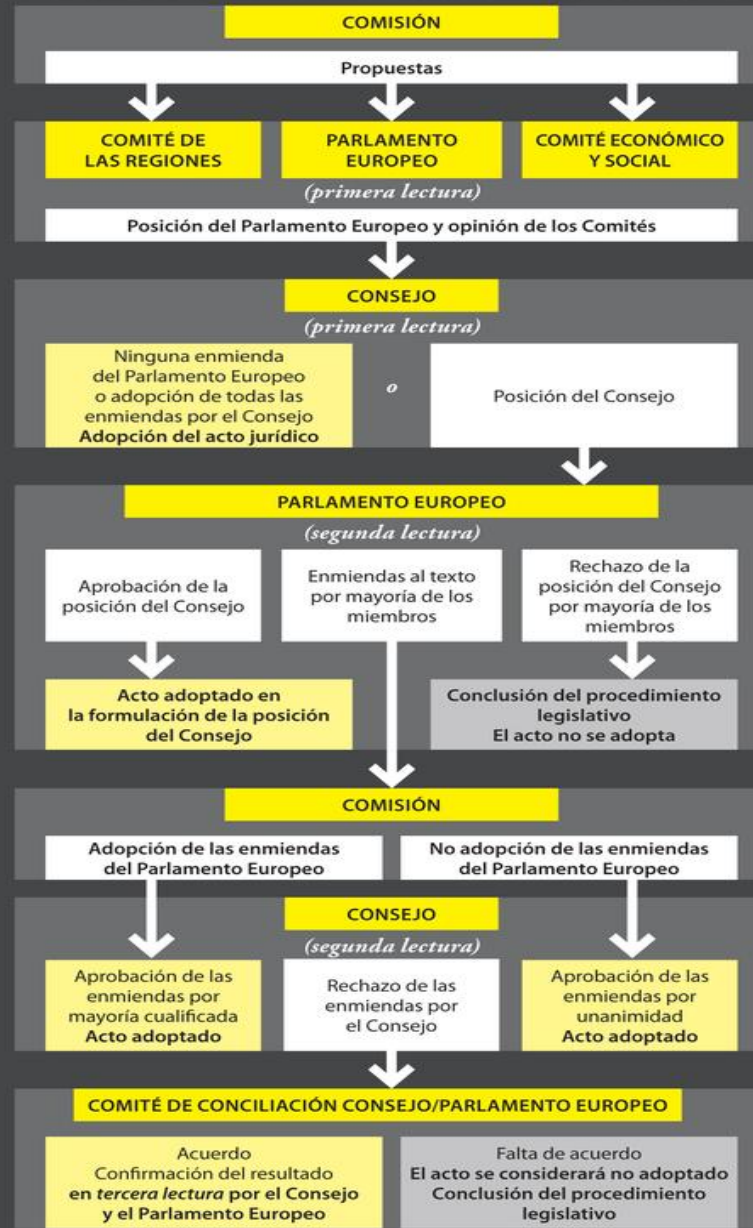 COMISIÓN
Propuestas
COMITÉ DE
LAS REGIONES
PARLAMENTO
EUROPEO
COMITÉ ECONÓMICO
Y SOCIAL
(primera lectura)
Posición del Parlamento Europeo y opinión de los Comités
CONSEJO
(primera lectura)
Ninguna enmienda
del Parlamento Europeo
o adopción de todas las
enmiendas por el Consejo
Adopción del acto jurídico
o
Posición del Consejo
PARLAMENTO EUROPEO
(segunda lectura)
Aprobación de la
posición del Consejo
Enmiendas al texto
por mayoría de los
miembros
Rechazo de la
posición del Consejo
por mayoría de los
miembros
Acto adoptado en
la formulación de la posición
del Consejo
Conclusión del procedimiento
legislativo
El acto no se adopta
COMISIÓN
Adopción de las enmiendas
del Parlamento Europeo
No adopción de las enmiendas
del Parlamento Europeo
CONSEJO
(segunda lectura)
Aprobación de las
enmiendas por
mayoría cualificada
Acto adoptado
Rechazo de las
enmiendas por
el Consejo
Aprobación de las
enmiendas por
unanimidad
Acto adoptado
COMITÉ DE CONCILIACIÓN CONSEJO/PARLAMENTO EUROPEO
Acuerdo
Confirmación del resultado
en tercera lectura por el Consejo
y el Parlamento Europeo
Falta de acuerdo
El acto se considerará no adoptado
Conclusión del procedimiento
legislativo